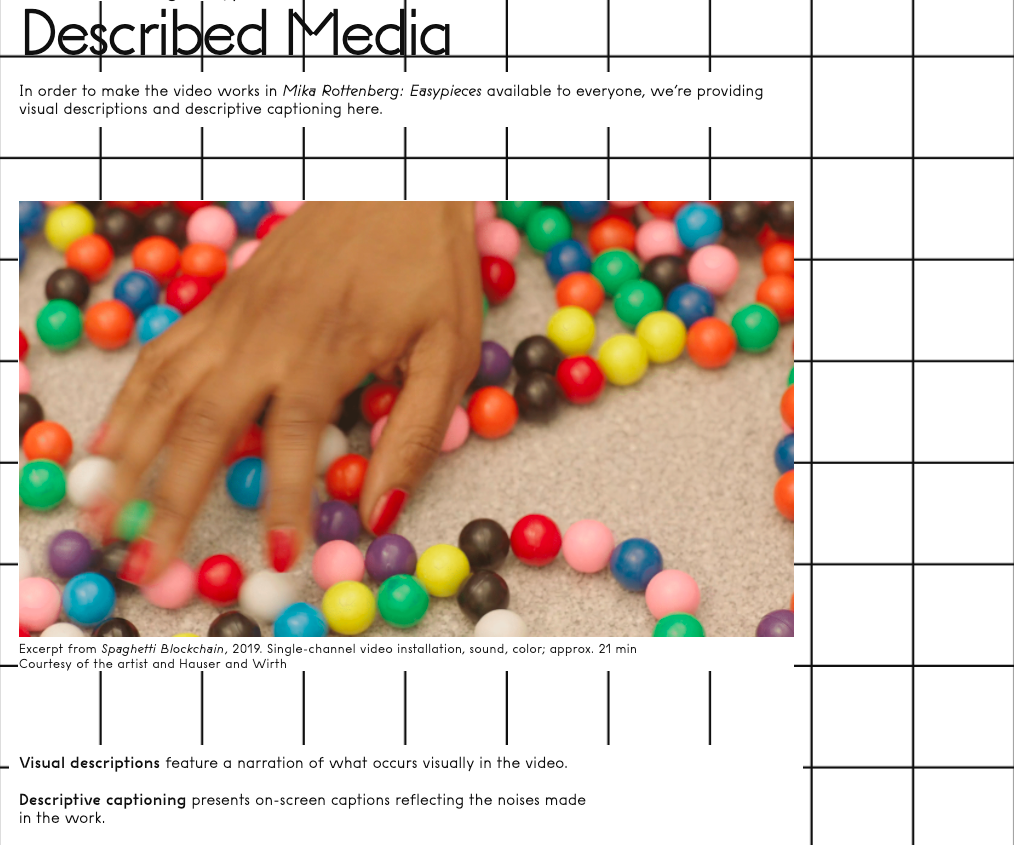 Described Media
In order to make the video works in Mika Rottenberg: Easypieces available to everyone, we're providing
visual descriptions and descriptive captioning here.
Excerpt from Spaghetti Blockchain, 2019. Single-channel video installation, sound, color; approx. 21 min
Courtesy of the artist and Hauser and Wirth
Visual descriptions feature a narration of what occurs visually in the video.
Descriptive captioning presents on-screen captions reflecting the noises made
in the work.